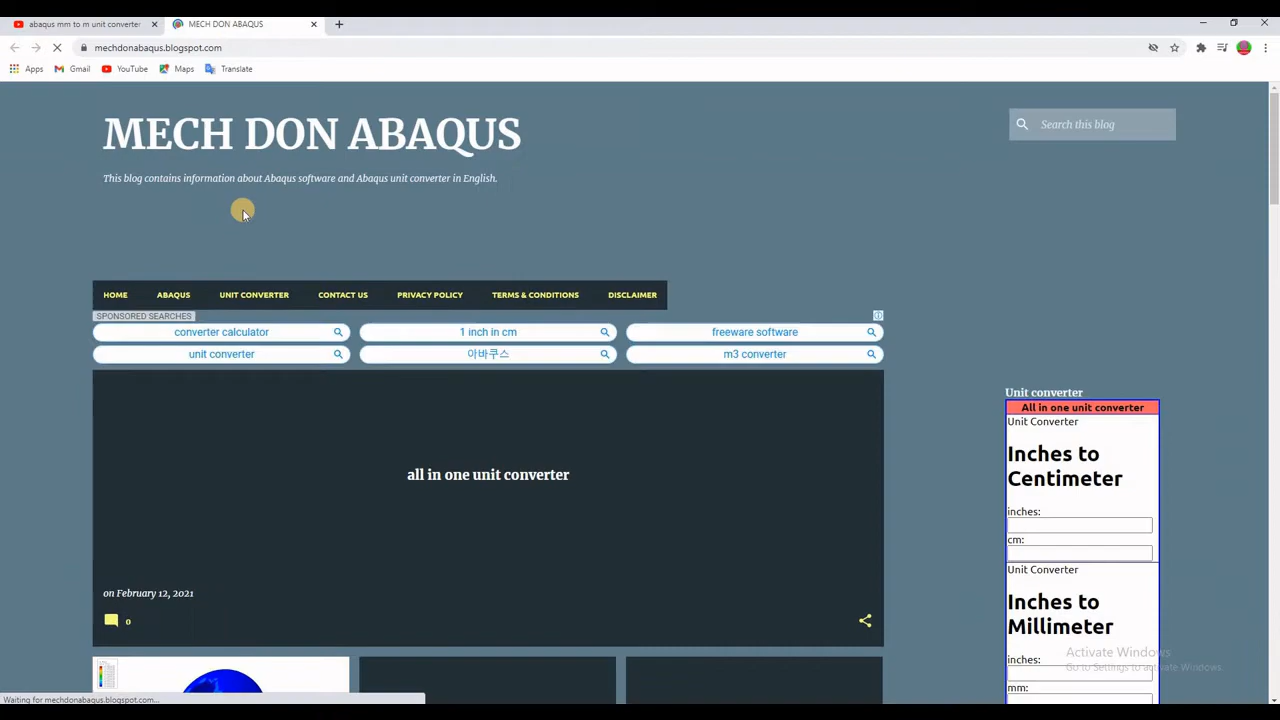 abaqus mm to m unit converter
MECH DON ABAQUS
mechdonabaqus.blogspot.com
Apps
Gmail
YouTube
Maps
Translate
MECH DON ABAQUS
Search this blog
This blog contains information about Abaqus software and Abaqus unit converter in English.
HOME
ABAQUS
UNIT CONVERTER
CONTACT US
PRIVACY POLICY
TERMS & CONDITIONS
DISCLAIMER
SPONSORED SEARCHES
converter calculator
1 inch in cm
freeware software
unit converter
아바쿠스
m3 converter
all in one unit converter
on February 12, 2021
0
Unit converter
All in one unit converter
Unit Converter
Inches to
Centimeter
inches:
cm:
Unit Converter
Inches to
Millimeter
inches:
mm:
Activate Windows
Go to Settings to activate Windows.
Waiting for mechdonabaqus.blogspot.com...